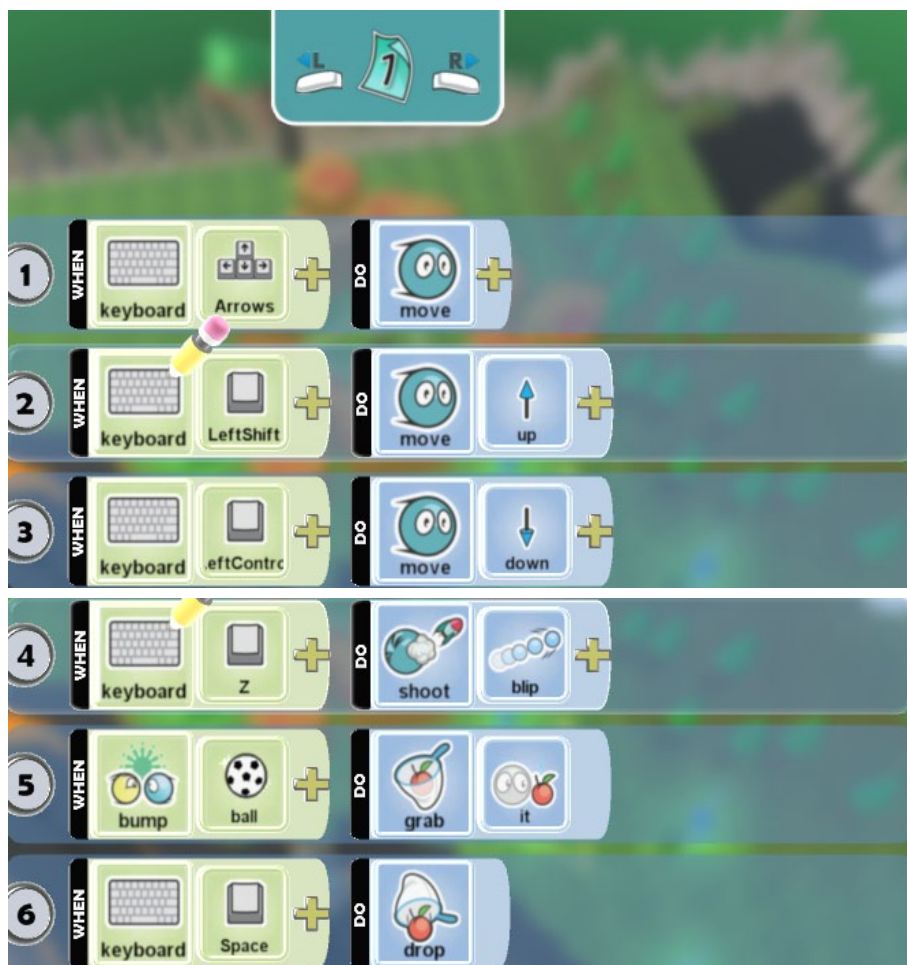 L 1 R
1 WHEN keyboard Arrows DO move
2 WHEN keyboard LeftShift DO move up
3 WHEN keyboard .eftContrc DO move down
4 WHEN keyboard Z DO shoot blip
5 WHEN bump ball DO grab it
6 WHEN keyboard Space DO drop